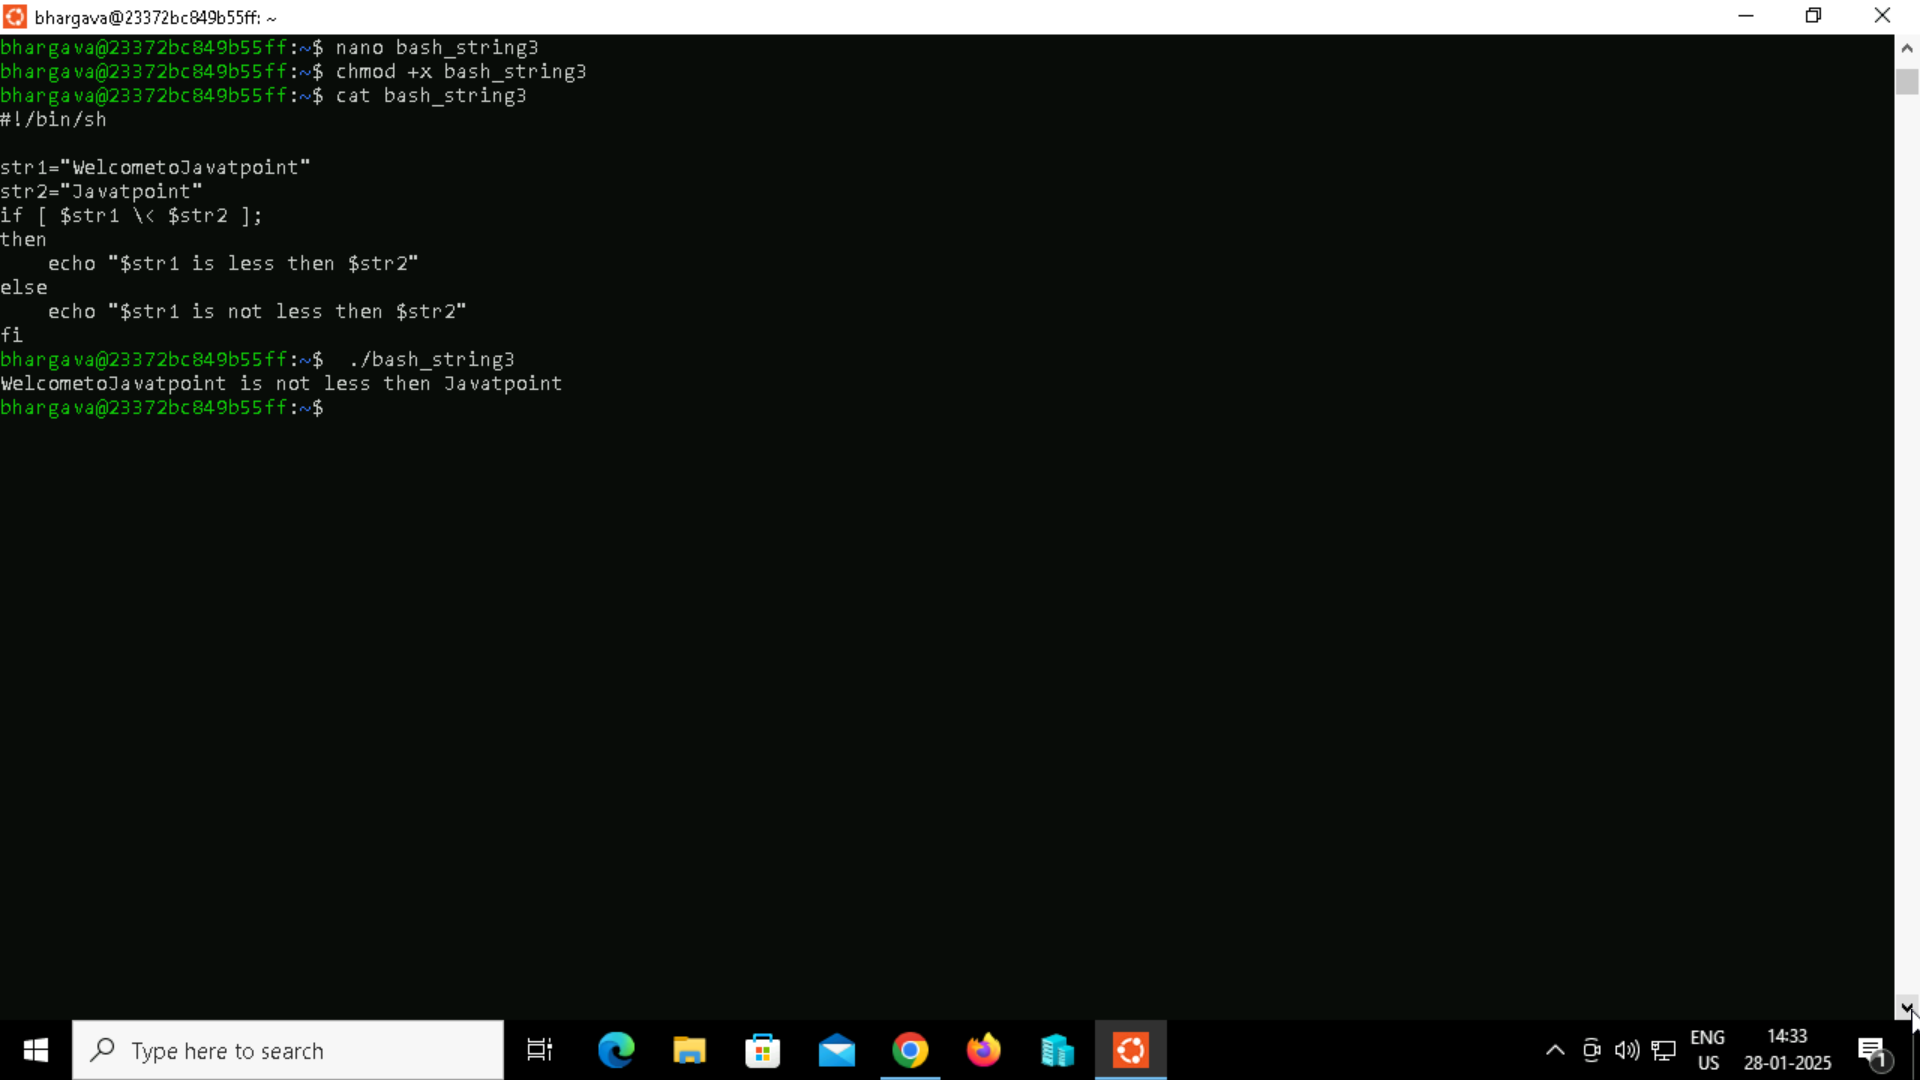 bhargava@23372bc849b55ff: ~
bhargava@23372bc849b55ff:~$ nano bash_string3
bhargava@23372bc849b55ff:~$ chmod +x bash_string3
bhargava@23372bc849b55ff:~$ cat bash_string3
#!/bin/sh
str1="WelcometoJavatpoint"
str2="Javatpoint"
if [ $str1 \< $str2 ];
then
    echo "$str1 is less then $str2"
else
    echo "$str1 is not less then $str2"
fi
bhargava@23372bc849b55ff:~$  ./bash_string3
WelcometoJavatpoint is not less then Javatpoint
bhargava@23372bc849b55ff:~$
Type here to search
ENG
US
14:33
28-01-2025
1